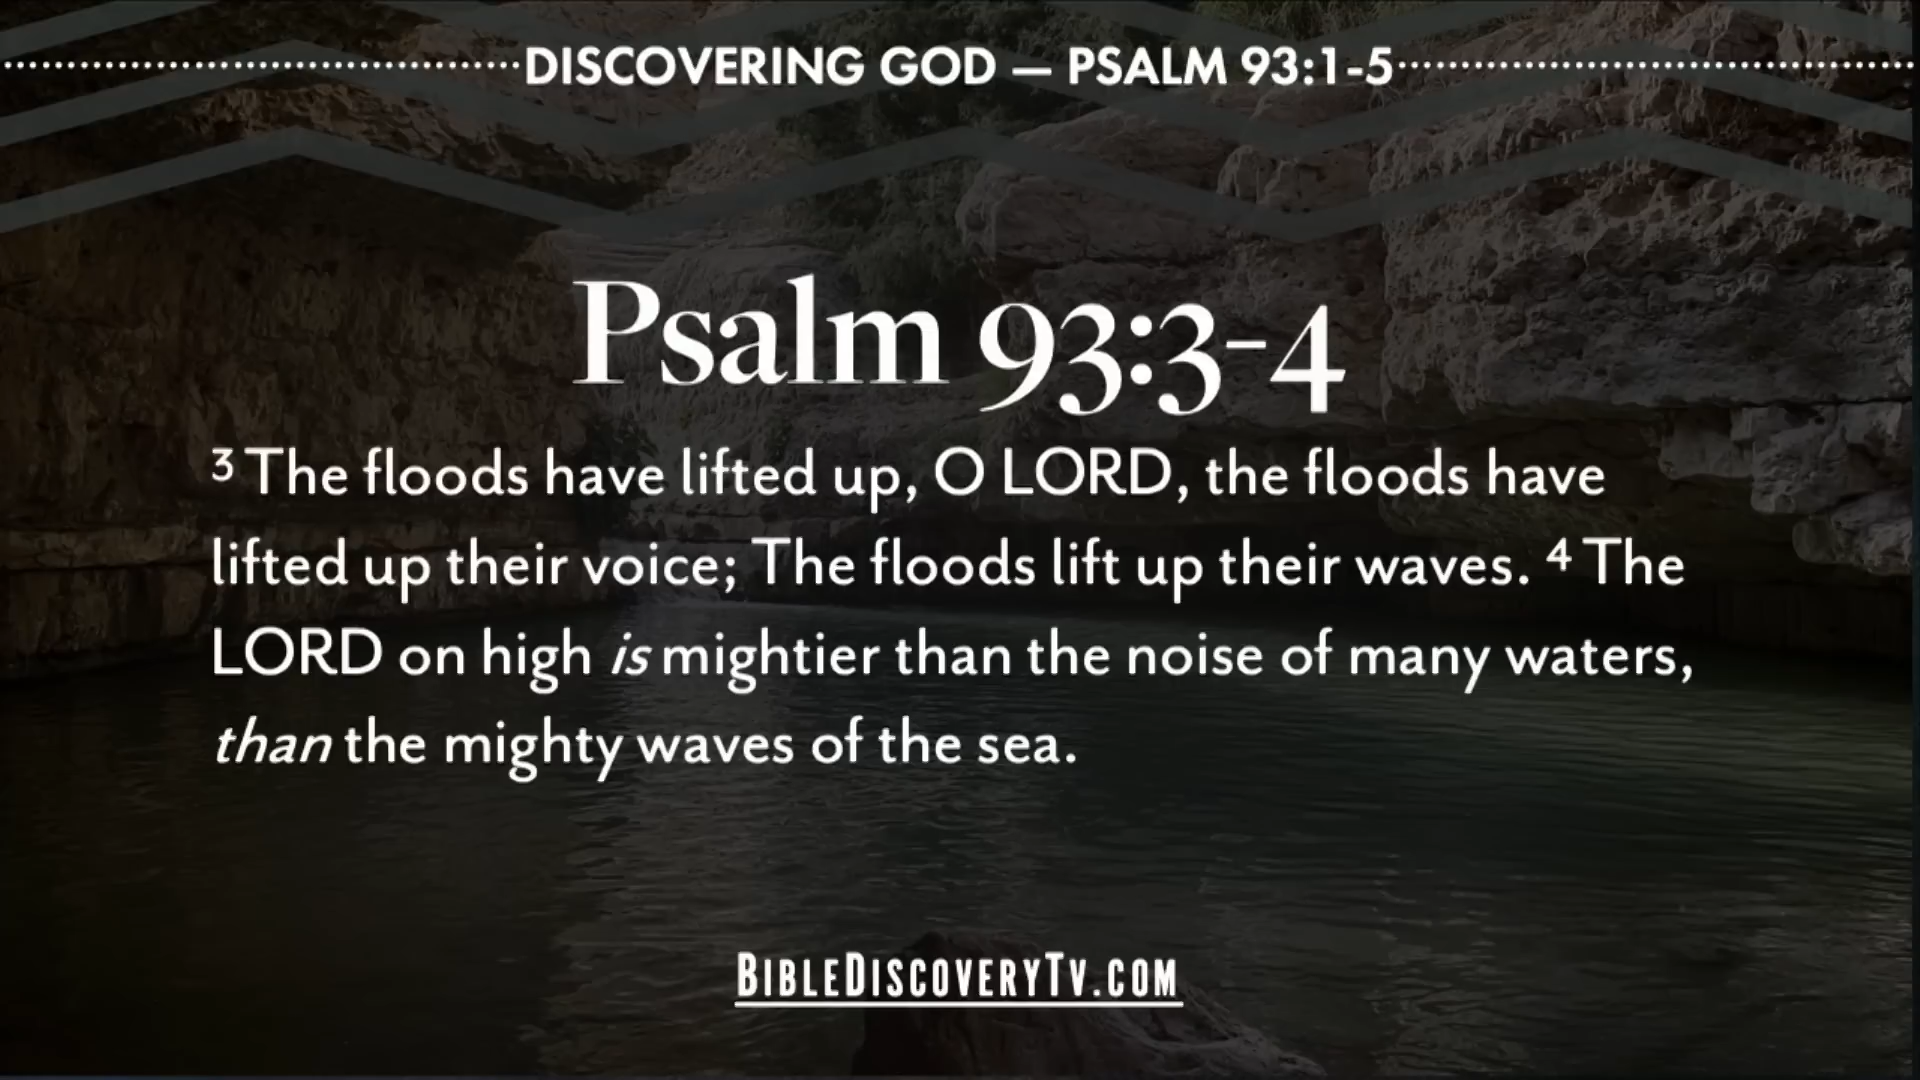 DISCOVERING GOD — PSALM 93:1-5
Psalm 93:3-4
³ The floods have lifted up, O LORD, the floods have
lifted up their voice; The floods lift up their waves. ⁴ The
LORD on high is mightier than the noise of many waters,
than the mighty waves of the sea.
BIBLEDISCOVERYTV.COM